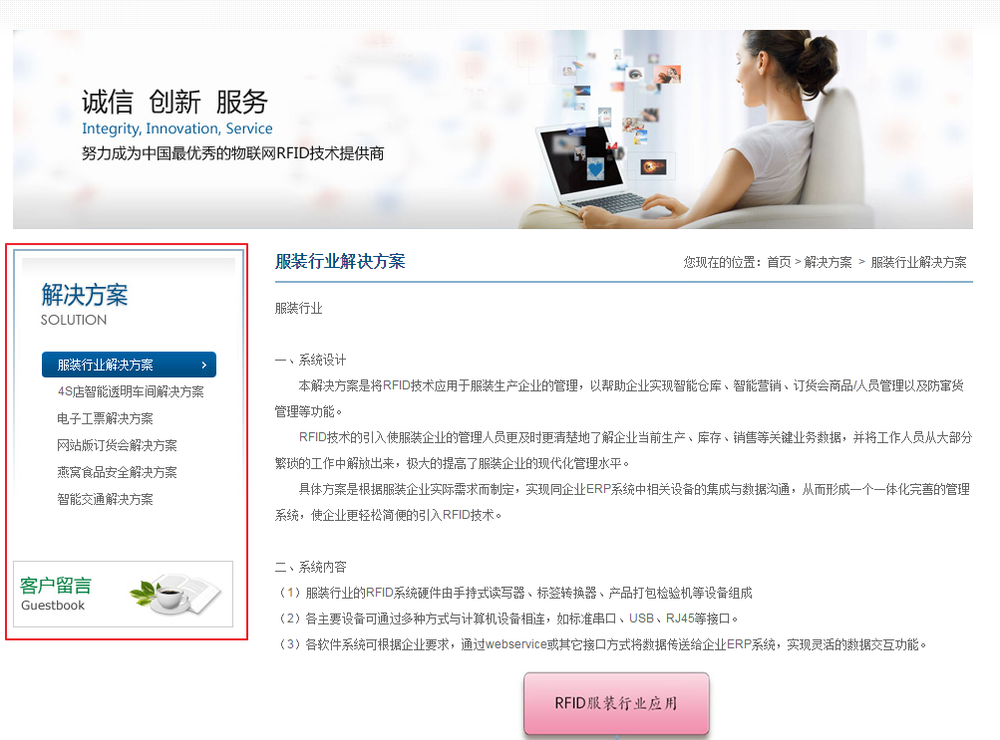 诚信 创新 服务
Integrity, Innovation, Service
努力成为中国最优秀的物联网RFID技术提供商
解决方案
SOLUTION
服装行业解决方案
4S店智能透明车间解决方案
电子工票解决方案
网站版订货会解决方案
燕窝食品安全解决方案
智能交通解决方案
客户留言
Guestbook
服装行业解决方案
您现在的位置：首页 > 解决方案 > 服装行业解决方案
服装行业
一、系统设计
本解决方案是将RFID技术应用于服装生产企业的管理，以帮助企业实现智能仓库、智能营销、订货会商品/人员管理以及防窜货
管理等功能。
RFID技术的引入使服装企业的管理人员更及时更清楚地了解企业当前生产、库存、销售等关键业务数据，并将工作人员从大部分
繁琐的工作中解放出来，极大的提高了服装企业的现代化管理水平。
具体方案是根据服装企业实际需求而制定，实现同企业ERP系统中相关设备的集成与数据沟通，从而形成一个一体化完善的管理
系统，使企业更轻松简便的引入RFID技术。
二、系统内容
（1）服装行业的RFID系统硬件由手持式读写器、标签转换器、产品打包检验机等设备组成
（2）各主要设备可通过多种方式与计算机设备相连，如标准串口、USB、RJ45等接口。
（3）各软件系统可根据企业要求，通过webservice或其它接口方式将数据传送给企业ERP系统，实现灵活的数据交互功能。
RFID服装行业应用